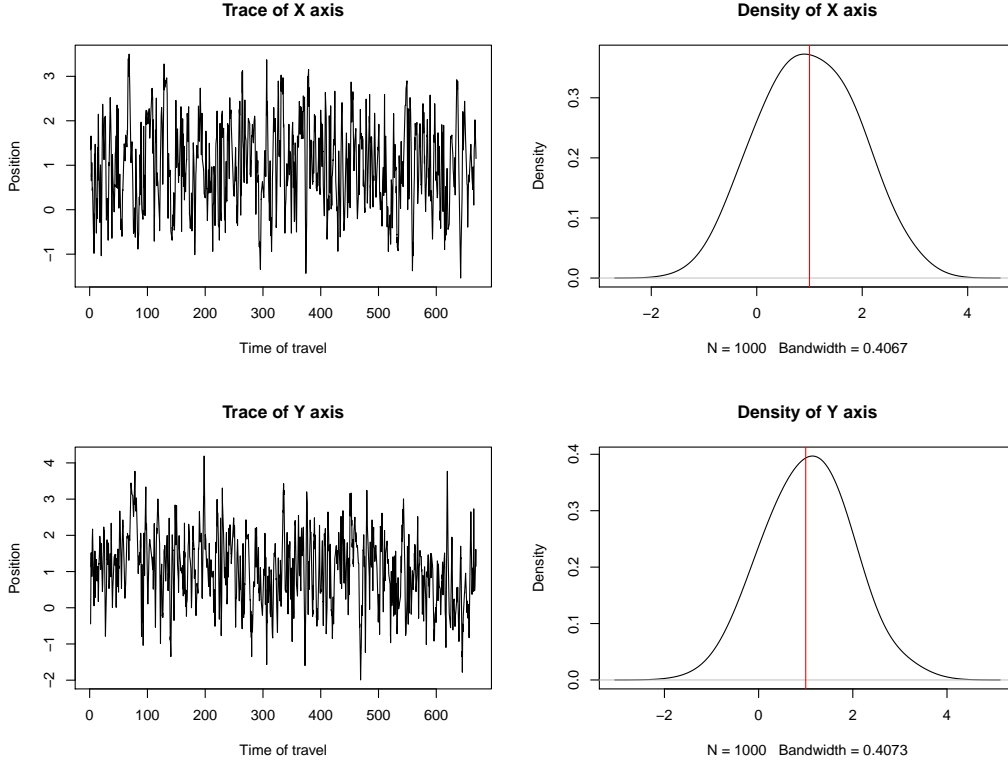 Trace of X axis
Position
3
2
1
0
−1
0 100 200 300 400 500 600
Time of travel
Density of X axis
Density
0.3
0.2
0.1
0.0
−2 0 2 4
N = 1000 Bandwidth = 0.4067
Trace of Y axis
Position
4
3
2
1
0
−1
−2
0 100 200 300 400 500 600
Time of travel
Density of Y axis
Density
0.4
0.3
0.2
0.1
0.0
−2 0 2 4
N = 1000 Bandwidth = 0.4073